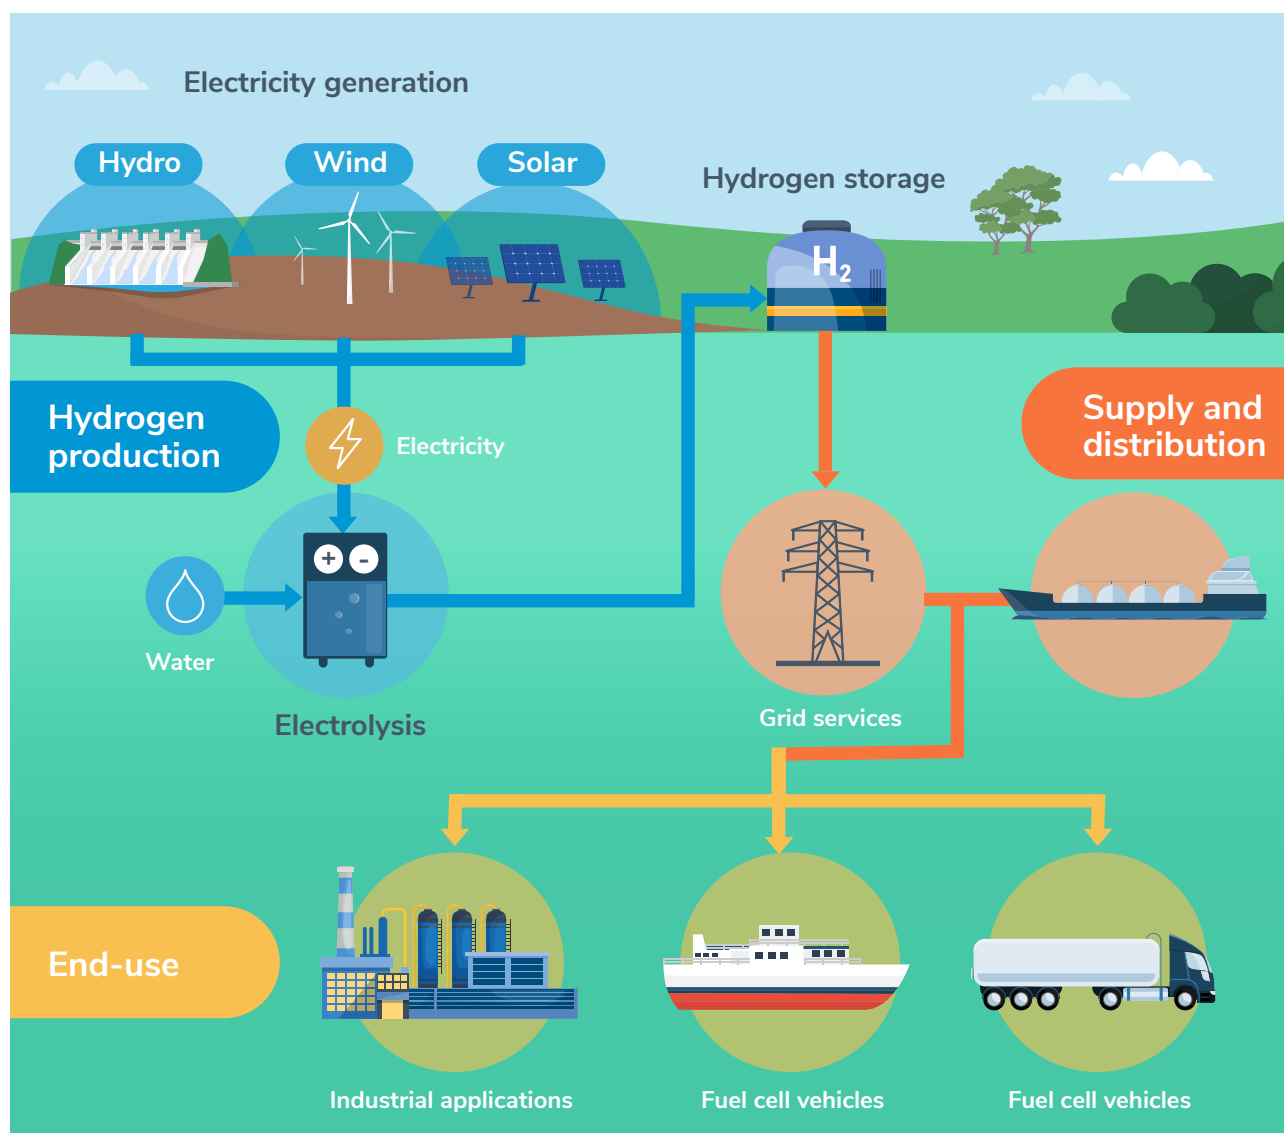 Electricity generation
Hydro
Wind
Solar
Hydrogen storage
H2
Hydrogen
production
Electricity
Supply and
distribution
+
-
Water
Electrolysis
Grid services
End-use
Industrial applications
Fuel cell vehicles
Fuel cell vehicles